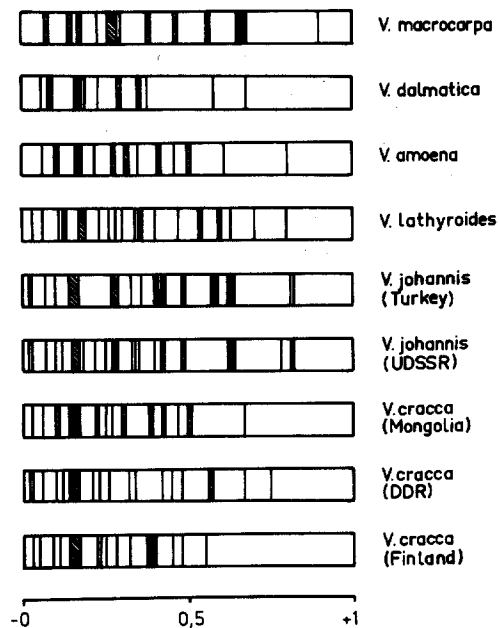 V. macrocarpa
V. dalmatica
V. amoena
V. lathyroides
V. johannis
(Turkey)
V. johannis
(UDSSR)
V. cracca
(Mongolia)
V. cracca
(DDR)
V. cracca
(Finland)
-0 0,5 +1